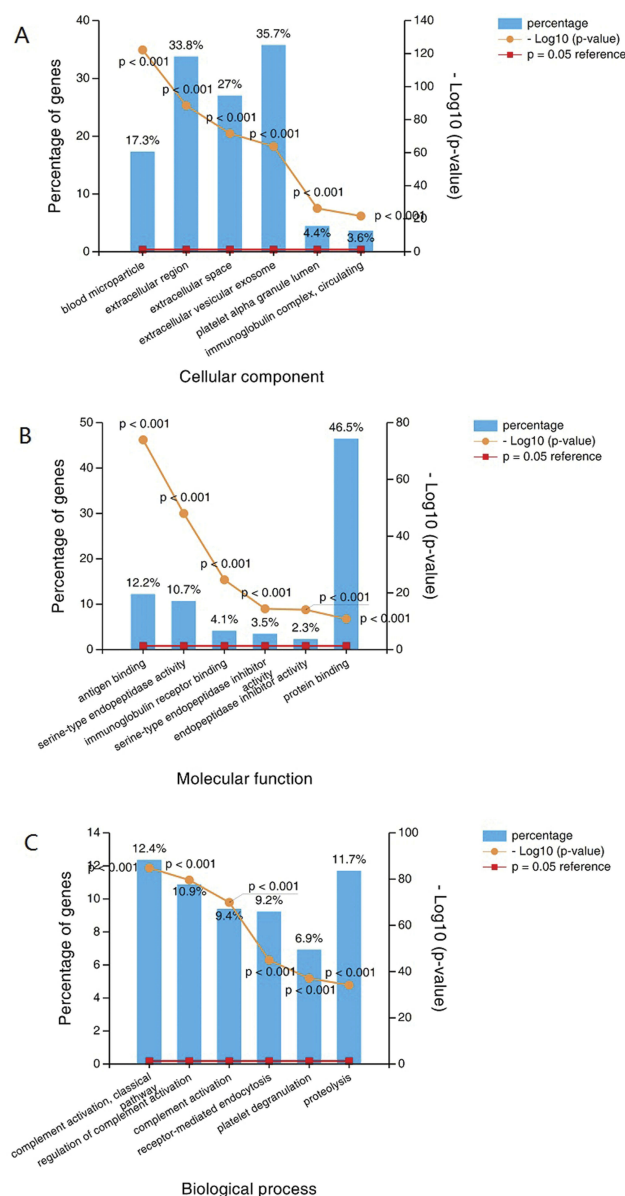 A
percentage
- Log10 (p-value)
p = 0.05 reference
Percentage of genes
- Log10 (p-value)
40
30
20
10
0
140
120
100
80
60
40
20
0
17.3%
33.8%
27%
35.7%
4.4%
3.6%
p < 0.001
p < 0.001
p < 0.001
p < 0.001
p < 0.001
p < 0.001
blood microparticle
extracellular region
extracellular space
extracellular vesicular exosome
platelet alpha granule lumen
immunoglobulin complex, circulating
Cellular component
B
percentage
- Log10 (p-value)
p = 0.05 reference
Percentage of genes
- Log10 (p-value)
50
40
30
20
10
0
80
60
40
20
0
12.2%
10.7%
4.1%
3.5%
2.3%
46.5%
p < 0.001
p < 0.001
p < 0.001
p < 0.001
p < 0.001
p < 0.001
antigen binding
serine-type endopeptidase activity
immunoglobulin receptor binding
serine-type endopeptidase inhibitor
activity
endopeptidase inhibitor activity
protein binding
Molecular function
C
percentage
- Log10 (p-value)
p = 0.05 reference
Percentage of genes
- Log10 (p-value)
14
12
10
8
6
4
2
0
100
80
60
40
20
0
12.4%
10.9%
9.4%
9.2%
6.9%
11.7%
p < 0.001
p < 0.001
p < 0.001
p < 0.001
p < 0.001
p < 0.001
complement activation, classical
pathway
regulation of complement activation
complement activation
receptor-mediated endocytosis
platelet degranulation
proteolysis
Biological process